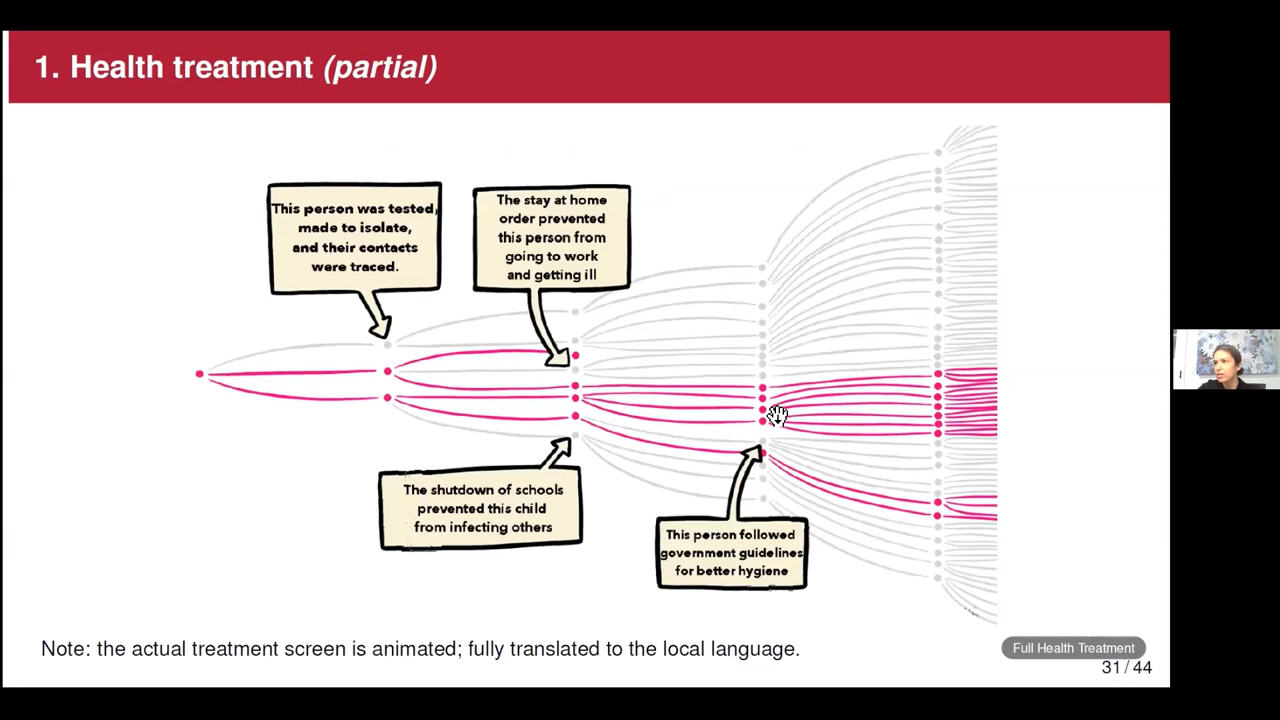 1. Health treatment (partial)
This person was tested,
made to isolate,
and their contacts
were traced.
The stay at home
order prevented
this person from
going to work
and getting ill
The shutdown of schools
prevented this child
from infecting others
This person followed
government guidelines
for better hygiene
Note: the actual treatment screen is animated; fully translated to the local language.
Full Health Treatment
31 / 44